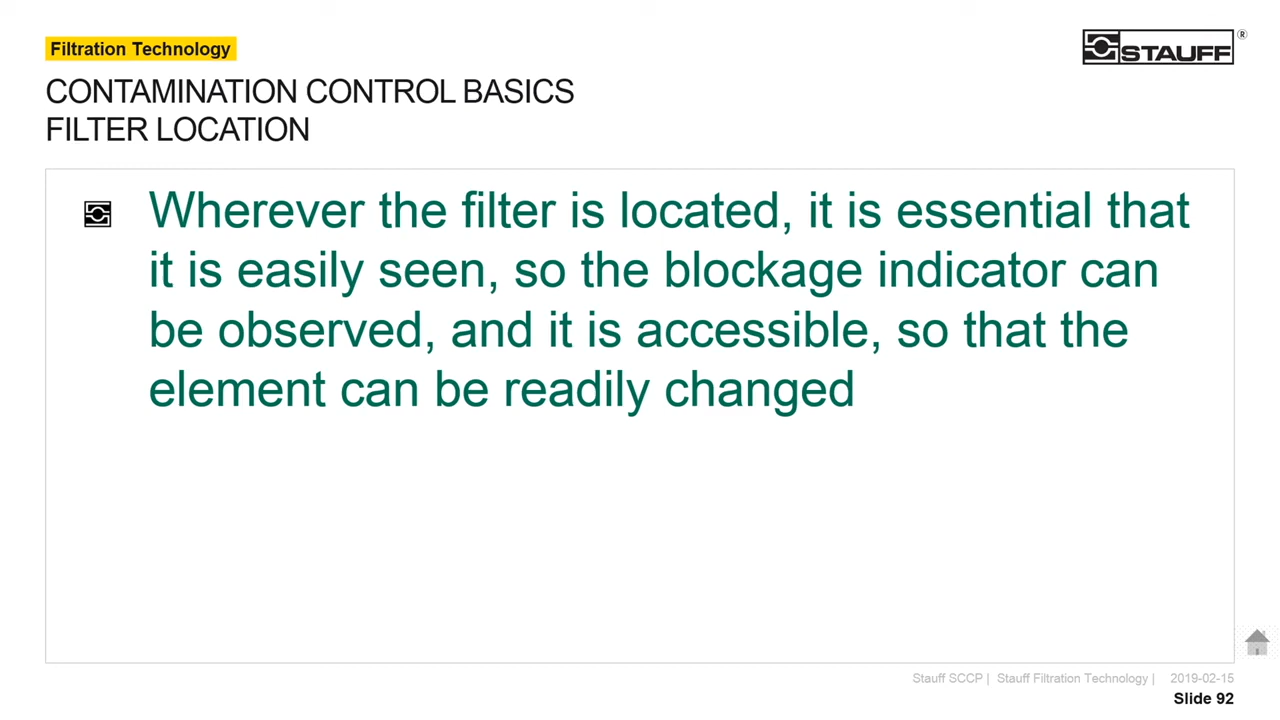 Filtration Technology
STAUFF®
CONTAMINATION CONTROL BASICS
FILTER LOCATION
Wherever the filter is located, it is essential that
it is easily seen, so the blockage indicator can
be observed, and it is accessible, so that the
element can be readily changed
Stauff SCCP | Stauff Filtration Technology | 2019-02-15
Slide 92